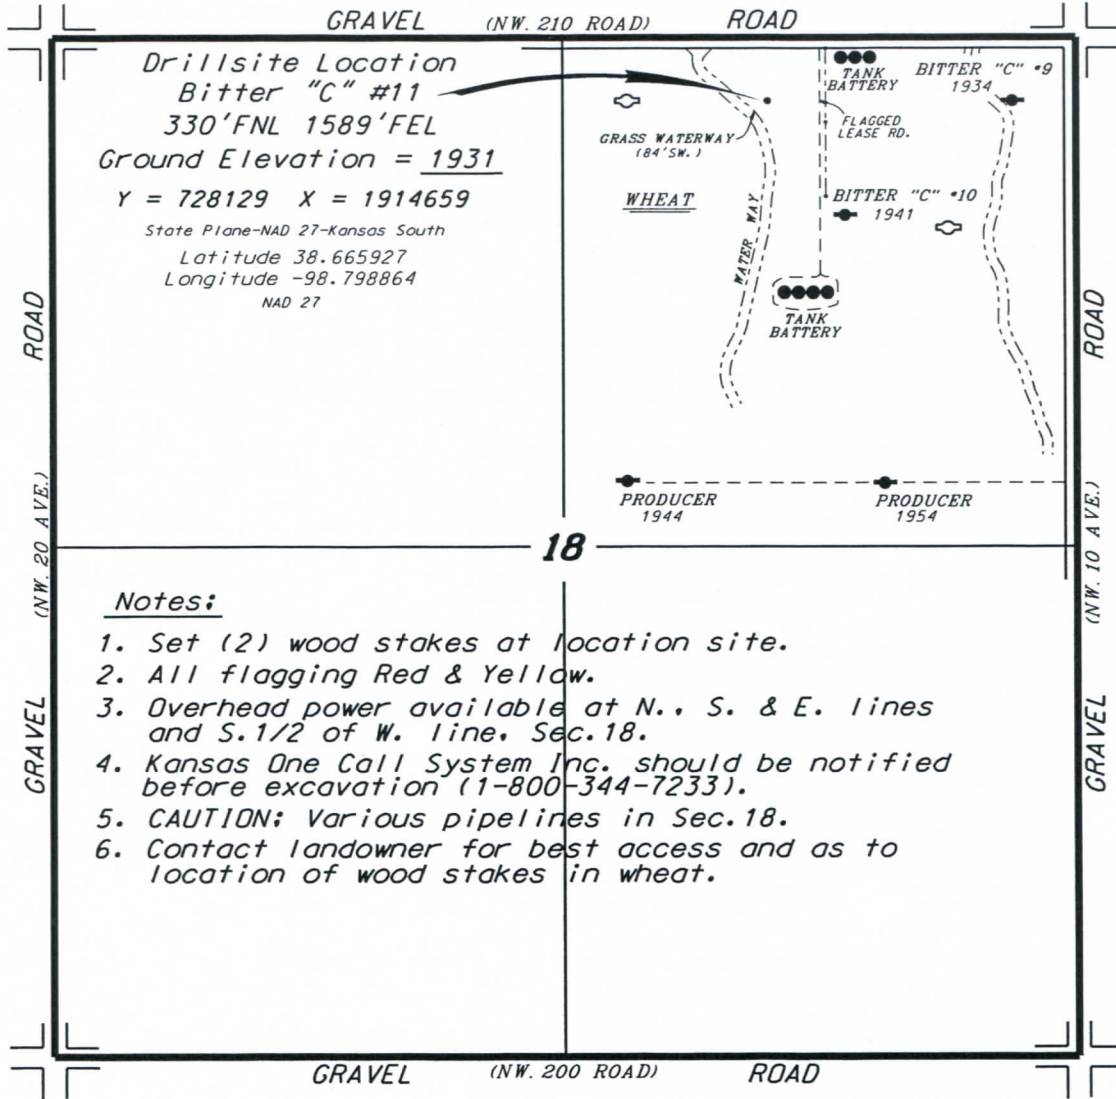 GRAVEL (NW. 210 ROAD) ROAD
Drillsite Location
Bitter "C" #11
330'FNL 1589'FEL
Ground Elevation = 1931
Y = 728129 X = 1914659
State Plane-NAD 27-Kansas South
Latitude 38.665927
Longitude -98.798864
NAD 27
TANK
BATTERY
BITTER "C" #9
1934
GRASS WATERWAY
(84'SW.)
FLAGGED
LEASE RD.
WHEAT
BITTER "C" #10
1941
WATER WAY
TANK
BATTERY
PRODUCER
1944
PRODUCER
1954
GRAVEL (NW. 20 AVE.) ROAD
GRAVEL (NW. 10 AVE.) ROAD
18
Notes:
1. Set (2) wood stakes at location site.
2. All flagging Red & Yellow.
3. Overhead power available at N., S. & E. lines
and S.1/2 of W. line, Sec.18.
4. Kansas One Call System Inc. should be notified
before excavation (1-800-344-7233).
5. CAUTION: Various pipelines in Sec.18.
6. Contact landowner for best access and as to
location of wood stakes in wheat.
GRAVEL (NW. 200 ROAD) ROAD